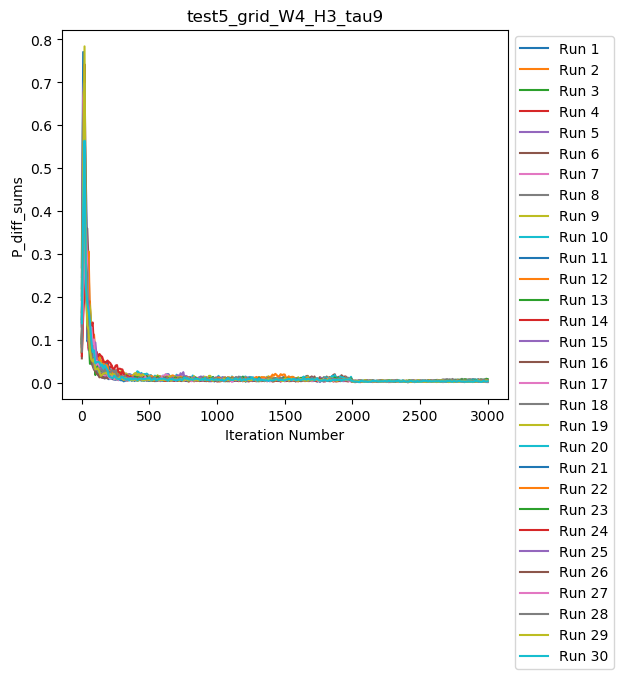 test5_grid_W4_H3_tau9
P_diff_sums
0.8
0.7
0.6
0.5
0.4
0.3
0.2
0.1
0.0
0 500 1000 1500 2000 2500 3000
Iteration Number
Run 1
Run 2
Run 3
Run 4
Run 5
Run 6
Run 7
Run 8
Run 9
Run 10
Run 11
Run 12
Run 13
Run 14
Run 15
Run 16
Run 17
Run 18
Run 19
Run 20
Run 21
Run 22
Run 23
Run 24
Run 25
Run 26
Run 27
Run 28
Run 29
Run 30